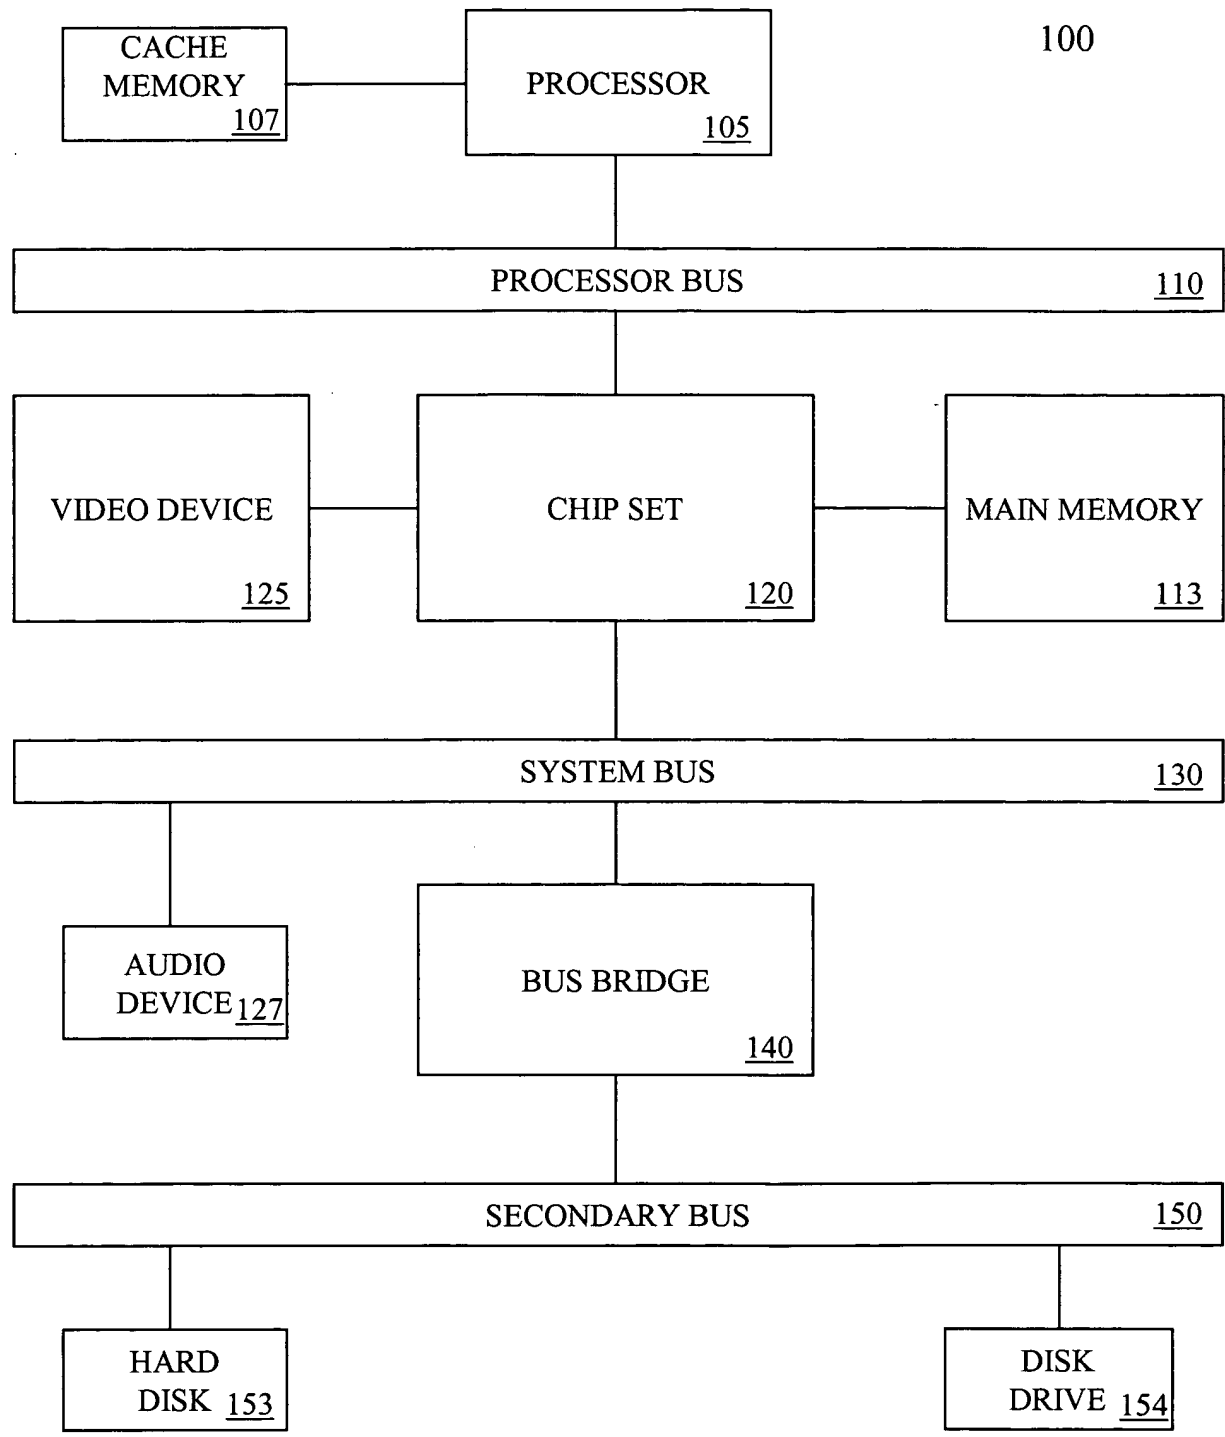 100
CACHE
MEMORY
107
PROCESSOR
105
PROCESSOR BUS
110
VIDEO DEVICE
125
CHIP SET
120
MAIN MEMORY
113
SYSTEM BUS
130
AUDIO
DEVICE
127
BUS BRIDGE
140
SECONDARY BUS
150
HARD
DISK
153
DISK
DRIVE
154